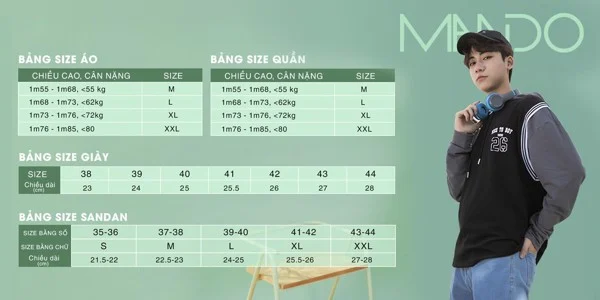 MANDO
BẢNG SIZE ÁO
CHIỀU CAO, CÂN NẶNG SIZE
1m55 - 1m68, <55 kg M
1m68 - 1m73, <62kg L
1m73 - 1m76, <72kg XL
1m76 - 1m85, <80 XXL
BẢNG SIZE QUẦN
CHIỀU CAO, CÂN NẶNG SIZE
1m55 - 1m68, <55 kg M
1m68 - 1m73, <62kg L
1m73 - 1m76, <72kg XL
1m76 - 1m85, <80 XXL
BẢNG SIZE GIÀY
SIZE 38 39 40 41 42 43 44
Chiều dài (cm) 23 24 25 25.5 26 27 28
BẢNG SIZE SANDAN
SIZE BẢNG SỐ 35-36 37-38 39-40 41-42 43-44
SIZE BẰNG CHỮ S M L XL XXL
Chiều dài (cm) 21.5-22 22.5-23 24-25 25.5-26 27-28
26